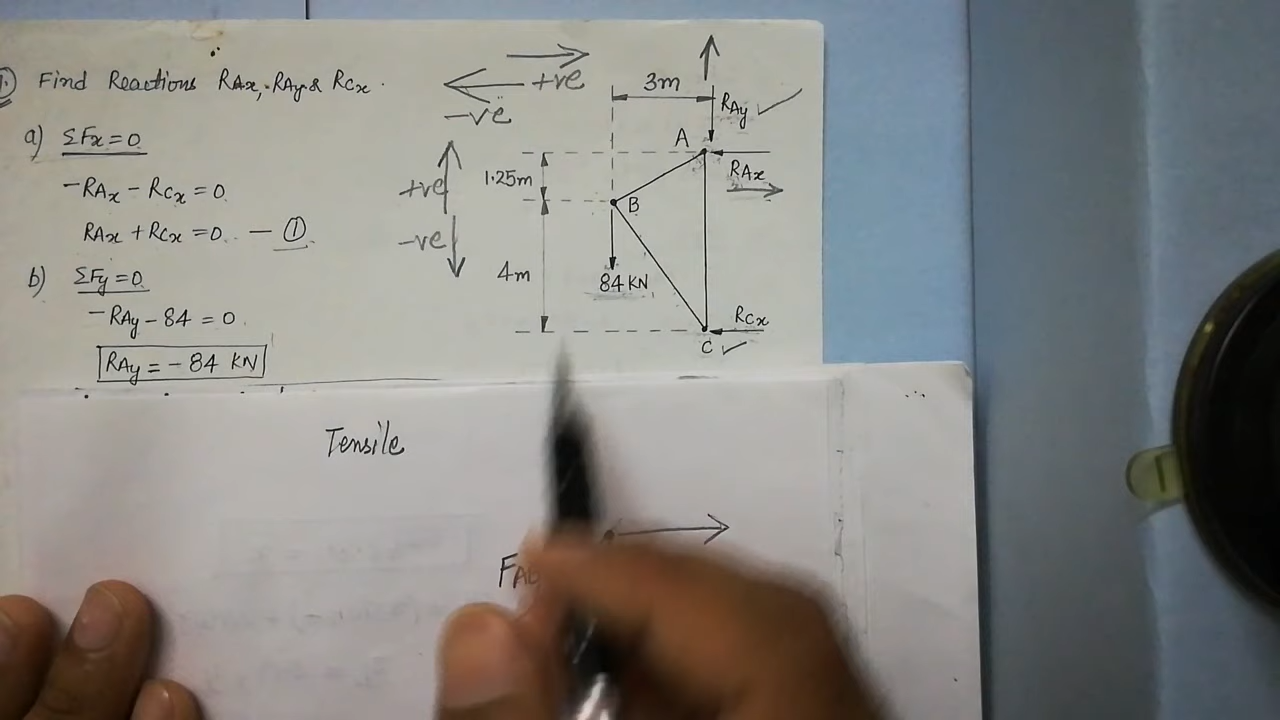 1. Find Reactions RAx, RAy & RCx.
a) ΣFx = 0
-RAx - RCx = 0
RAx + RCx = 0. — ①
b) ΣFy = 0
-RAy - 84 = 0
RAy = - 84 KN
+ve
-ve
+ve
-ve
3m
RAy
A
1.25m
RAx
B
4m
84 KN
RCx
C
Tensile